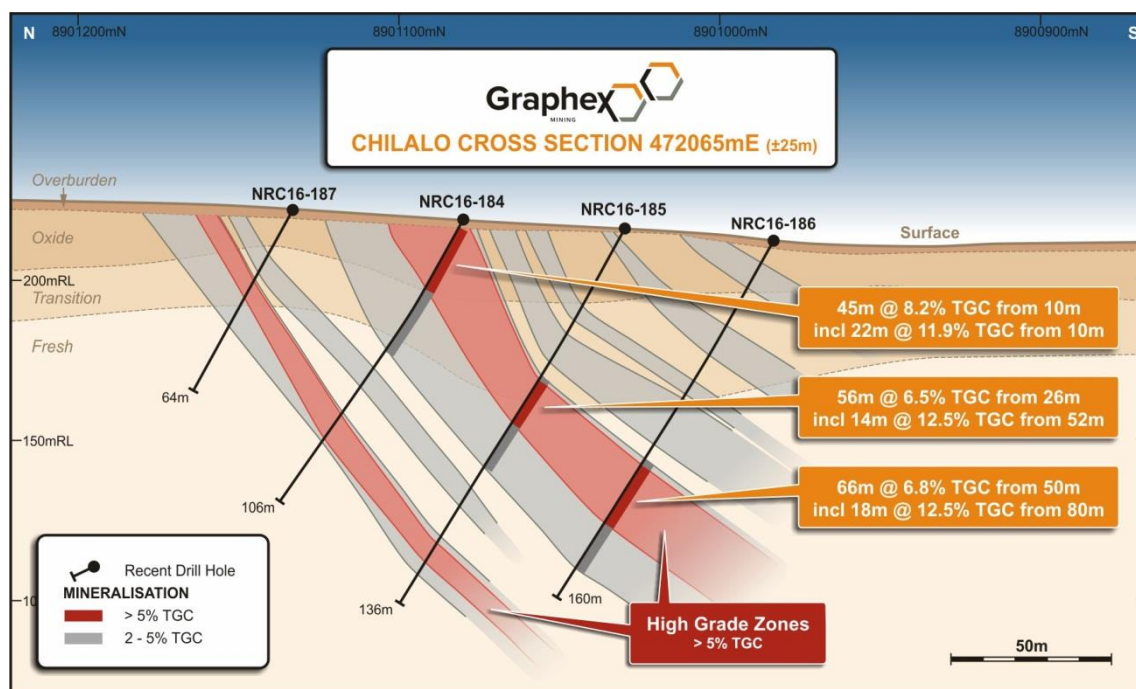 N
8901200mN
8901100mN
8901000mN
8900900mN
S
Graphex
MINING
CHILALO CROSS SECTION 472065mE (±25m)
Overburden
NRC16-187
NRC16-184
NRC16-185
NRC16-186
Surface
Oxide
200mRL
Transition
Fresh
45m @ 8.2% TGC from 10m
incl 22m @ 11.9% TGC from 10m
64m
56m @ 6.5% TGC from 26m
incl 14m @ 12.5% TGC from 52m
150mRL
66m @ 6.8% TGC from 50m
incl 18m @ 12.5% TGC from 80m
106m
136m
160m
Recent Drill Hole
MINERALISATION
> 5% TGC
2 - 5% TGC
High Grade Zones
> 5% TGC
50m